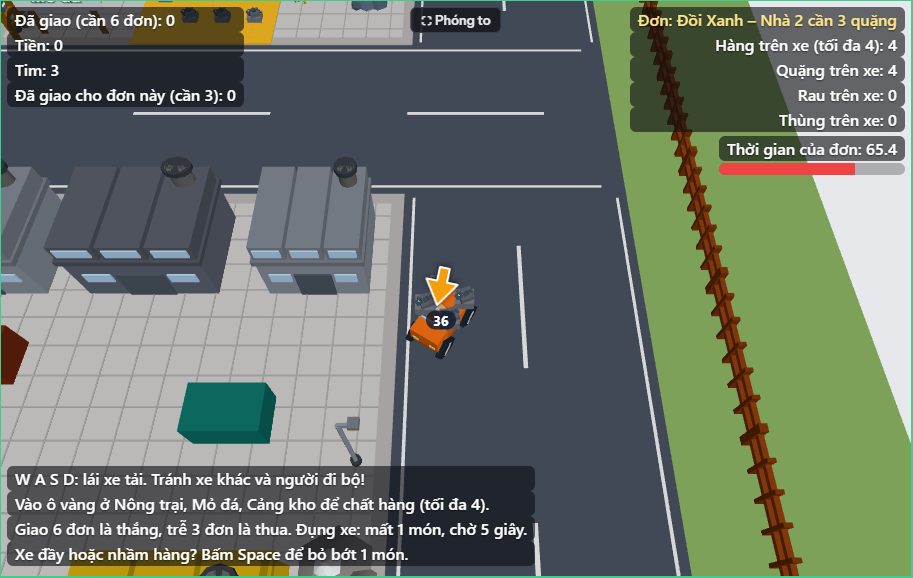 Đã giao (cần 6 đơn): 0
Tiền: 0
Tim: 3
Đã giao cho đơn này (cần 3): 0
Phóng to
Đơn: Đồi Xanh – Nhà 2 cần 3 quặng
Hàng trên xe (tối đa 4): 4
Quặng trên xe: 4
Rau trên xe: 0
Thùng trên xe: 0
Thời gian của đơn: 65.4
36
W A S D: lái xe tải. Tránh xe khác và người đi bộ!
Vào ô vàng ở Nông trại, Mỏ đá, Cảng kho để chất hàng (tối đa 4).
Giao 6 đơn là thắng, trễ 3 đơn là thua. Đụng xe: mất 1 món, chờ 5 giây.
Xe đầy hoặc nhầm hàng? Bấm Space để bỏ bớt 1 món.